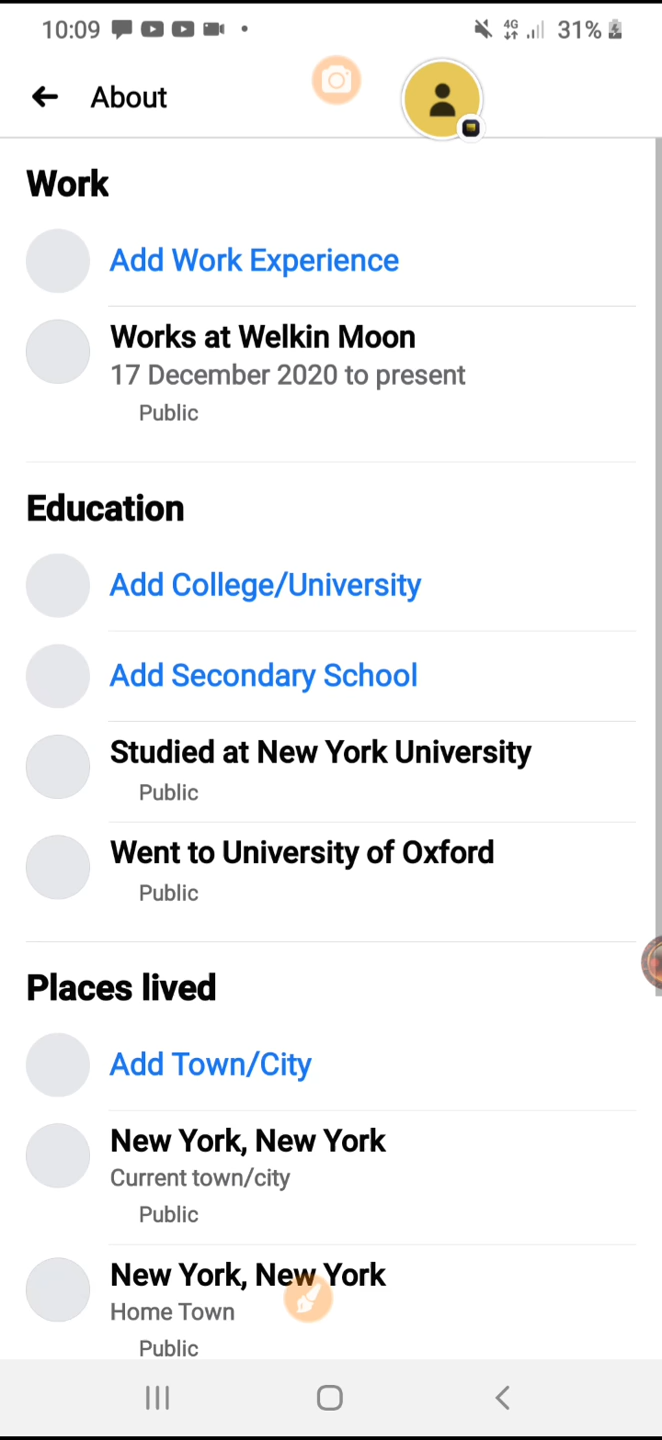 10:09
4G
31%
About
Work
Add Work Experience
Works at Welkin Moon
17 December 2020 to present
Public
Education
Add College/University
Add Secondary School
Studied at New York University
Public
Went to University of Oxford
Public
Places lived
Add Town/City
New York, New York
Current town/city
Public
New York, New York
Home Town
Public